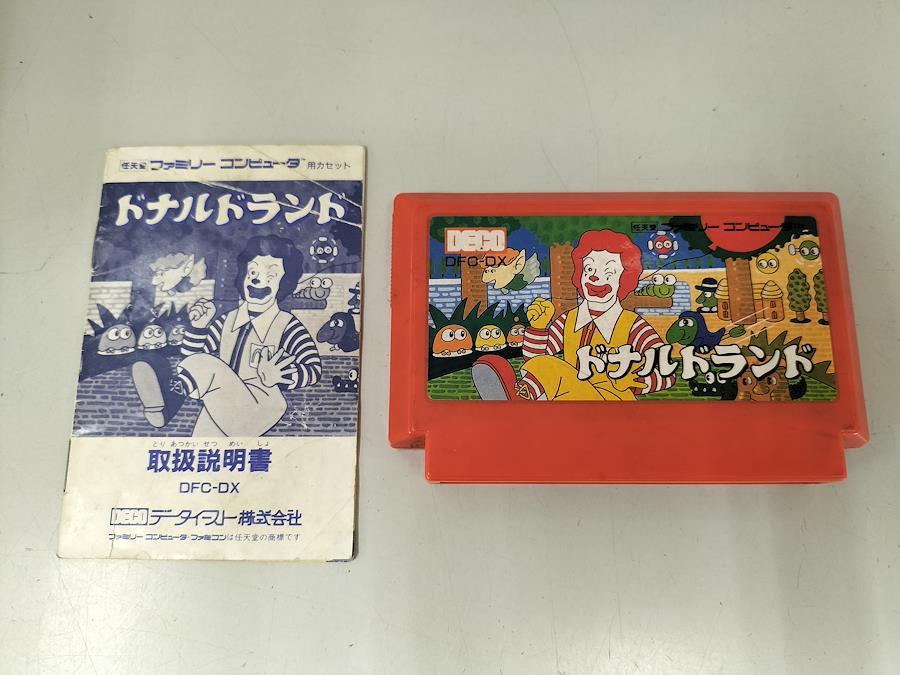 任天堂 ファミリー コンピュータ™ 用カセット
ドナルドランド
とり あつかい せつ めい しょ
取扱説明書
DFC-DX
DECO データイースト株式会社
ファミリー コンピュータ・ファミコンは任天堂の商標です
任天堂 ファミリー コンピュータ™
DECO
DFC-DX
ドナルドランド